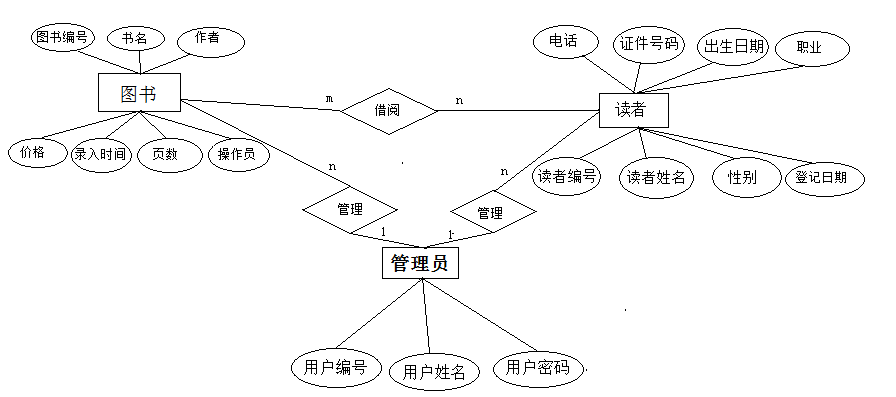 图书编号
书名
作者
电话
证件号码
出生日期
职业
图书
m
借阅
n
读者
价格
录入时间
页数
操作员
读者编号
读者姓名
性别
登记日期
n
n
管理
管理
1
1
管理员
用户编号
用户姓名
用户密码